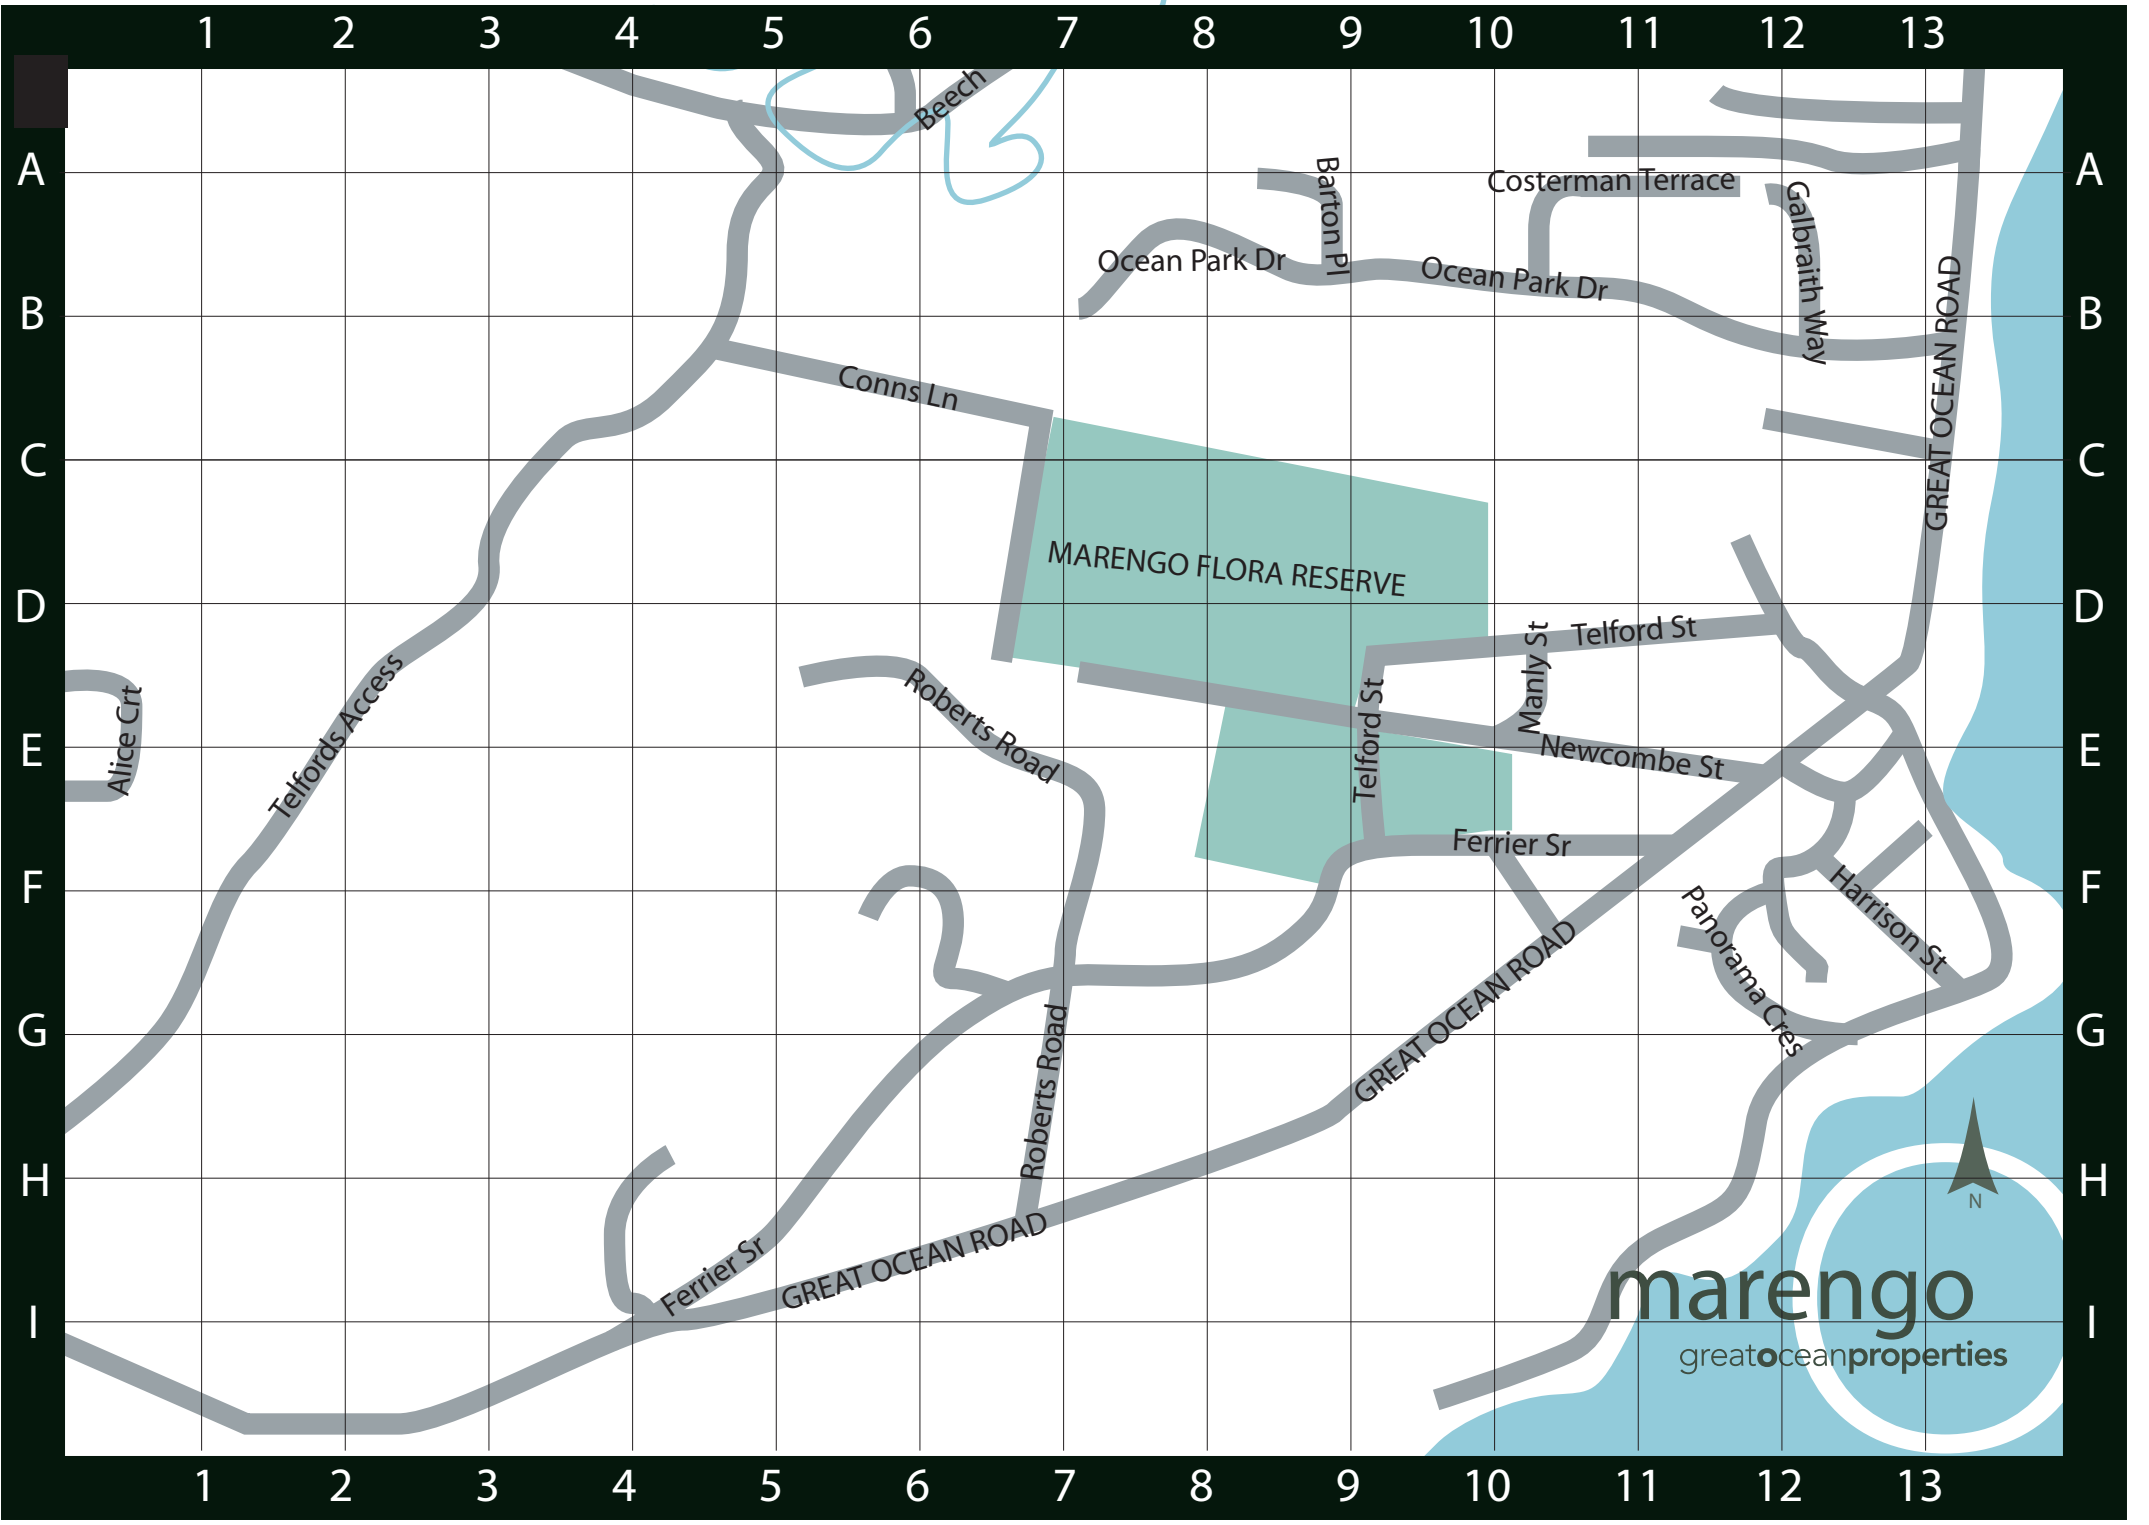 1 2 3 4 5 6 7 8 9 10 11 12 13
Beech
A A
Barton Pl
Costerman Terrace
Galbraith Way
Ocean Park Dr
Ocean Park Dr
GREAT OCEAN ROAD
B B
Conns Ln
C C
MARENGO FLORA RESERVE
D D
Telford St
Manly St
Alice Crt
Telfords Access
Roberts Road
Telford St
E E
Newcombe St
Ferrier Sr
F F
Harrison St
Panorama Cres
GREAT OCEAN ROAD
G G
Roberts Road
H H
N
Ferrier Sr
GREAT OCEAN ROAD
marengo
I I
greatoceanproperties
1 2 3 4 5 6 7 8 9 10 11 12 13